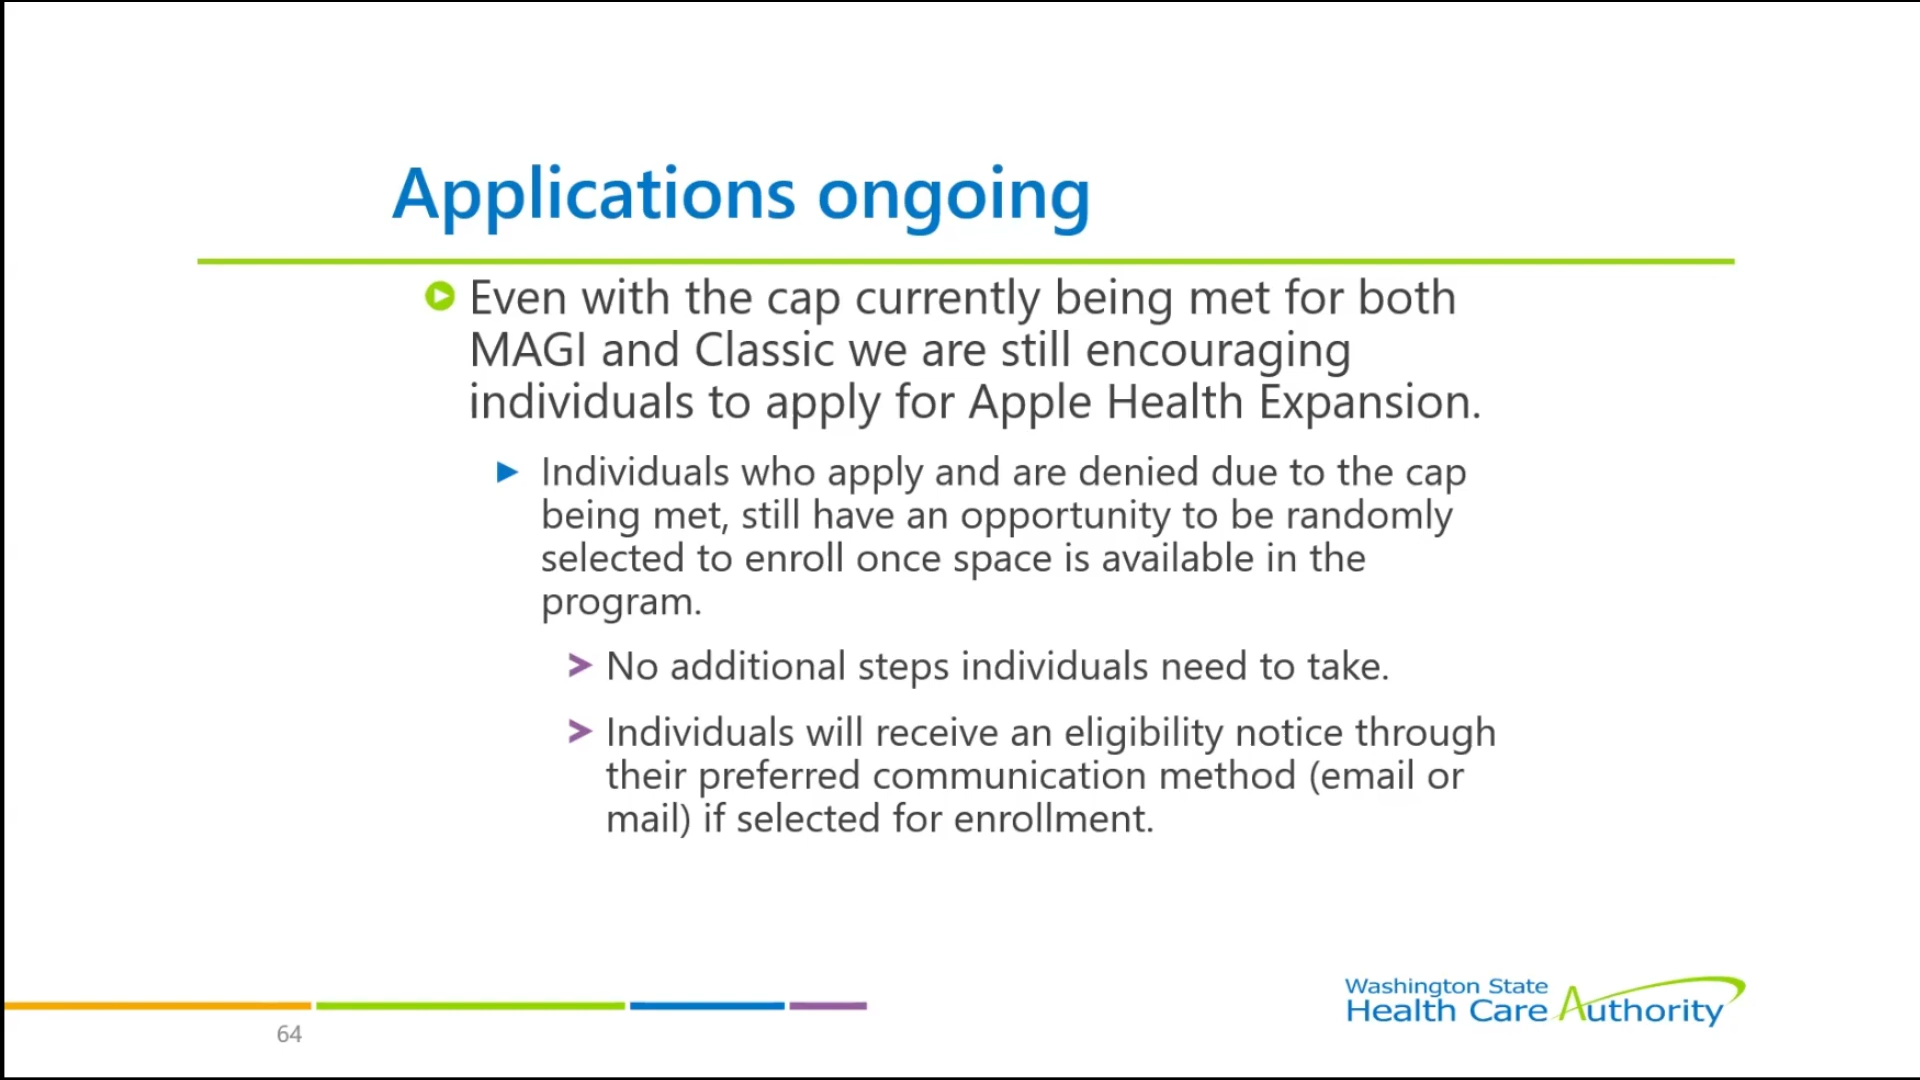 Applications ongoing
Even with the cap currently being met for both
MAGI and Classic we are still encouraging
individuals to apply for Apple Health Expansion.
Individuals who apply and are denied due to the cap
being met, still have an opportunity to be randomly
selected to enroll once space is available in the
program.
> No additional steps individuals need to take.
> Individuals will receive an eligibility notice through
their preferred communication method (email or
mail) if selected for enrollment.
Washington State
Health Care Authority
64